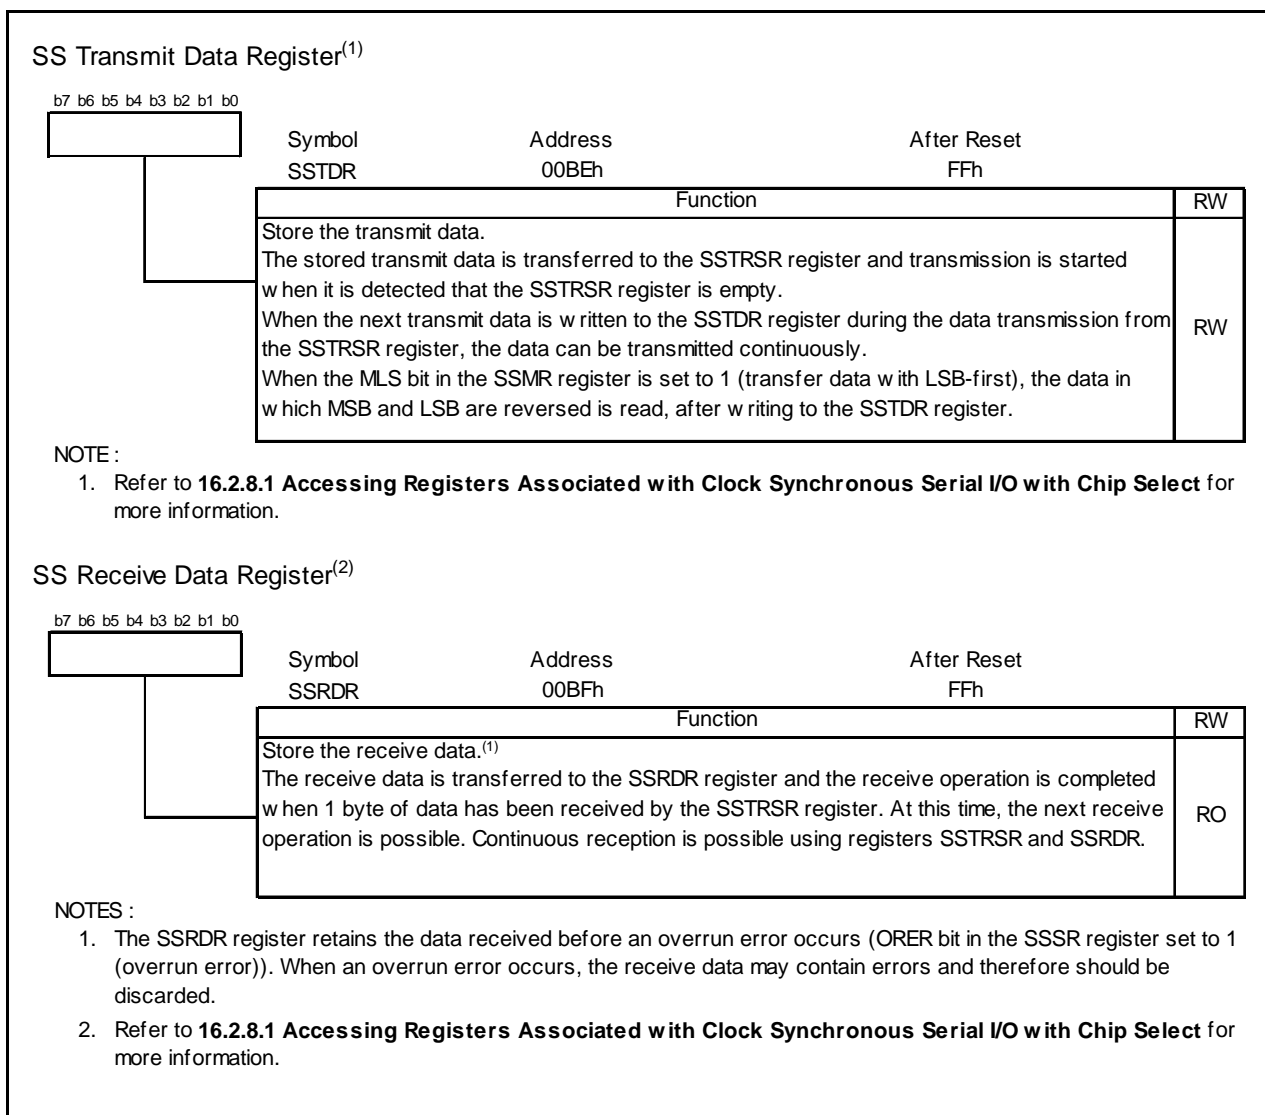 SS Transmit Data Register(1)
b7 b6 b5 b4 b3 b2 b1 b0
Symbol Address After Reset
SSTDR 00BEh FFh
Function RW
Store the transmit data.
The stored transmit data is transferred to the SSTRSR register and transmission is started
when it is detected that the SSTRSR register is empty.
When the next transmit data is written to the SSTDR register during the data transmission from
the SSTRSR register, the data can be transmitted continuously.
When the MLS bit in the SSMR register is set to 1 (transfer data with LSB-first), the data in
which MSB and LSB are reversed is read, after writing to the SSTDR register.
RW
NOTE :
1. Refer to 16.2.8.1 Accessing Registers Associated with Clock Synchronous Serial I/O with Chip Select for
more information.
SS Receive Data Register(2)
b7 b6 b5 b4 b3 b2 b1 b0
Symbol Address After Reset
SSRDR 00BFh FFh
Function RW
Store the receive data.(1)
The receive data is transferred to the SSRDR register and the receive operation is completed
when 1 byte of data has been received by the SSTRSR register. At this time, the next receive
operation is possible. Continuous reception is possible using registers SSTRSR and SSRDR.
RO
NOTES :
1. The SSRDR register retains the data received before an overrun error occurs (ORER bit in the SSSR register set to 1
(overrun error)). When an overrun error occurs, the receive data may contain errors and therefore should be
discarded.
2. Refer to 16.2.8.1 Accessing Registers Associated with Clock Synchronous Serial I/O with Chip Select for
more information.